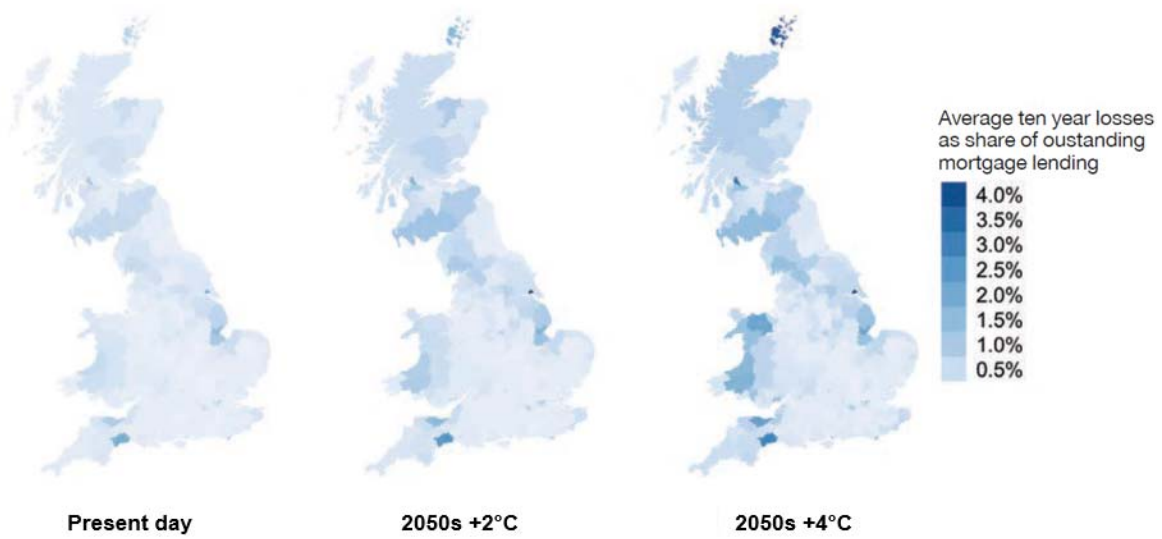 Average ten year losses
as share of oustanding
mortgage lending
4.0%
3.5%
3.0%
2.5%
2.0%
1.5%
1.0%
0.5%
Present day
2050s +2°C
2050s +4°C